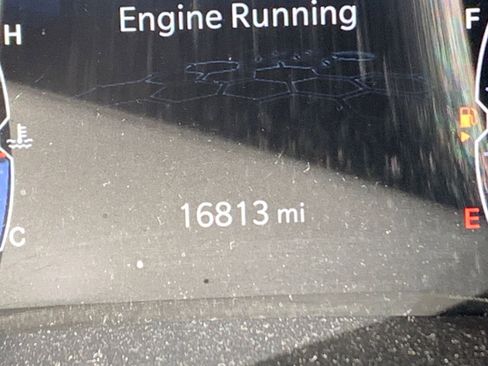 Engine Running
H F
16813 mi
C E